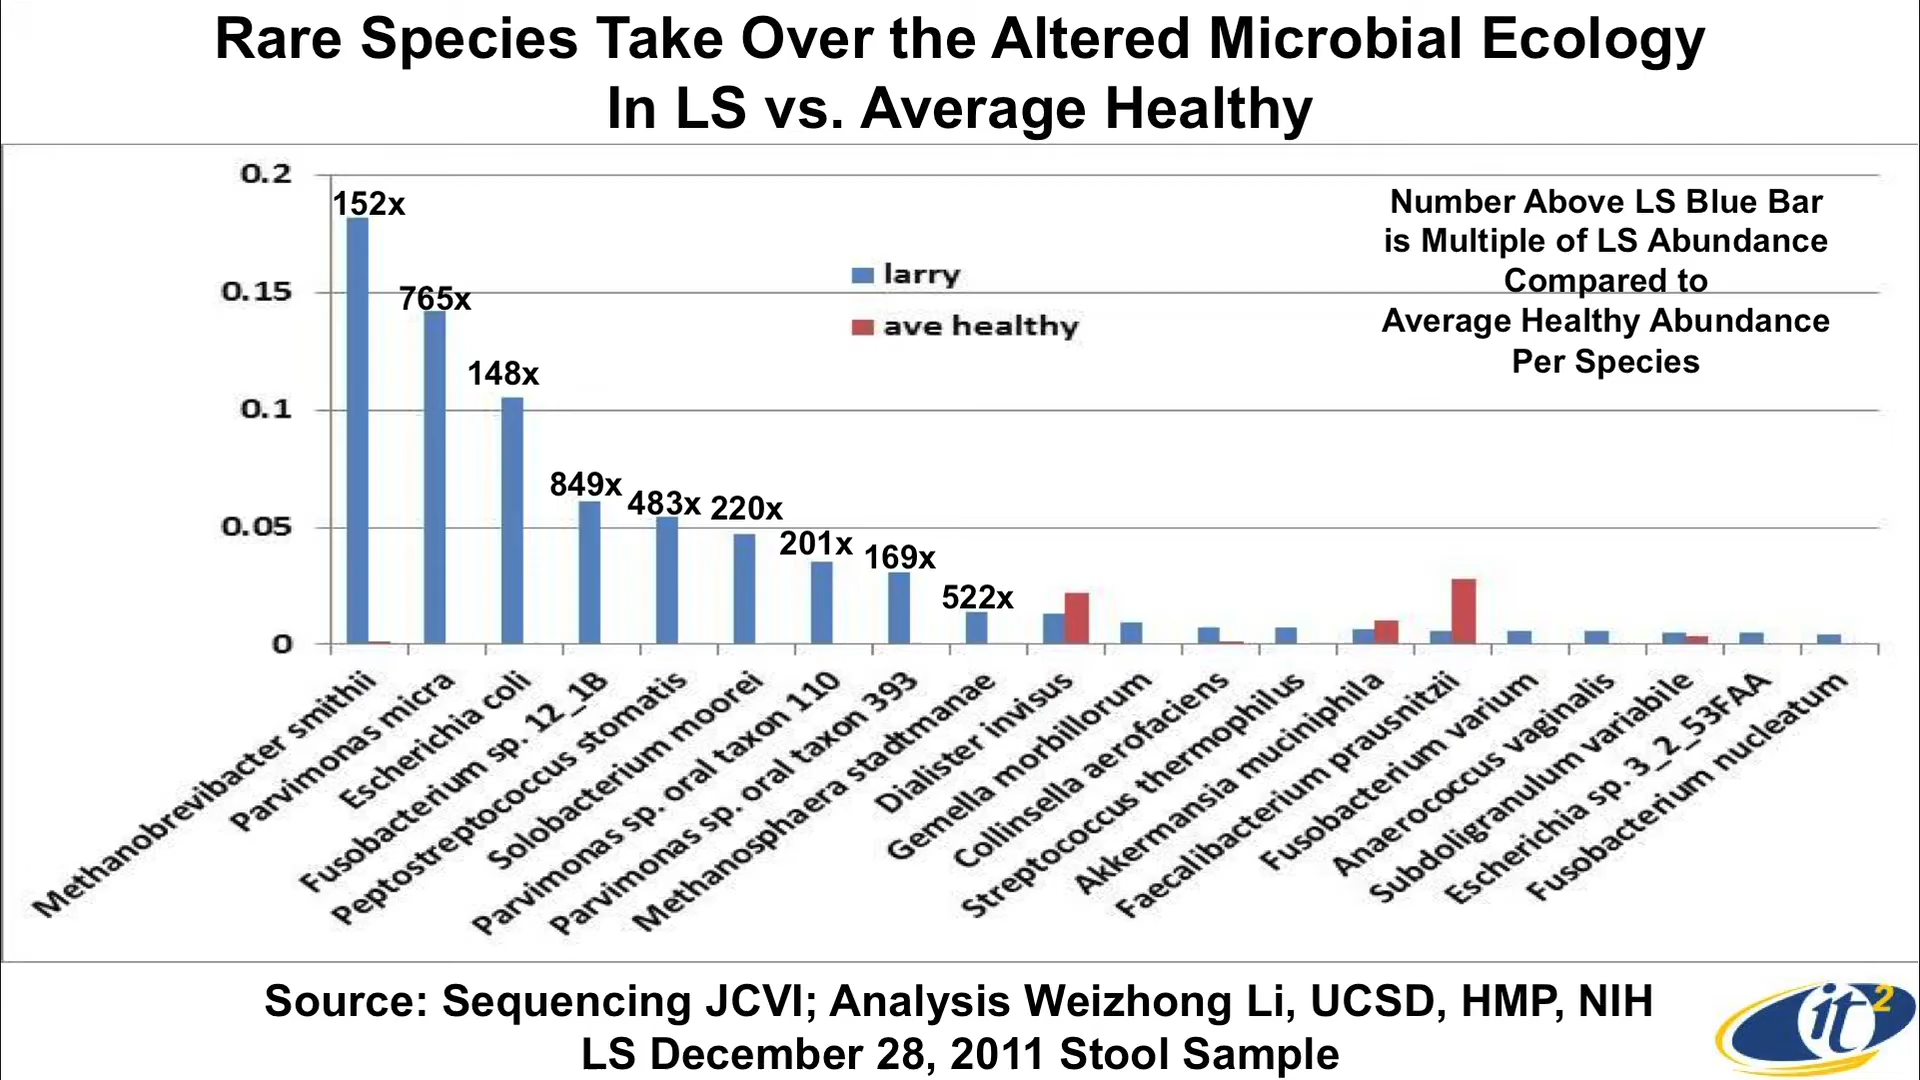 Rare Species Take Over the Altered Microbial Ecology
In LS vs. Average Healthy
0.2
0.15
0.1
0.05
0
152x
765x
148x
849x
483x
220x
201x
169x
522x
larry
ave healthy
Number Above LS Blue Bar
is Multiple of LS Abundance
Compared to
Average Healthy Abundance
Per Species
Methanobrevibacter smithii
Parvimonas micra
Escherichia coli
Fusobacterium sp. 12_1B
Peptostreptococcus stomatis
Solobacterium moorei
Parvimonas sp. oral taxon 110
Parvimonas sp. oral taxon 393
Methanosphaera stadtmanae
Dialister invisus
Gemella morbillorum
Collinsella aerofaciens
Streptococcus thermophilus
Akkermansia muciniphila
Faecalibacterium prausnitzii
Fusobacterium varium
Anaerococcus vaginalis
Subdoligranulum variabile
Escherichia sp. 3_2_53FAA
Fusobacterium nucleatum
Source: Sequencing JCVI; Analysis Weizhong Li, UCSD, HMP, NIH
LS December 28, 2011 Stool Sample
it2